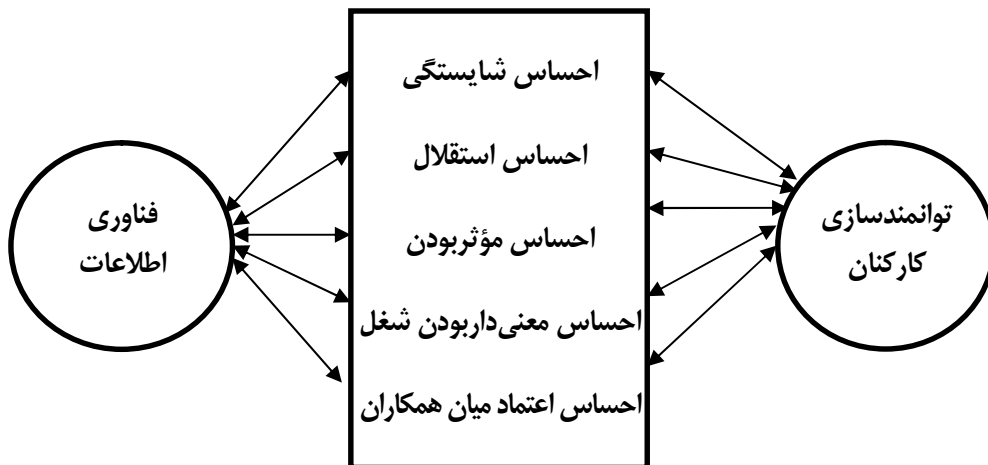 احساس شایستگی
احساس استقلال
احساس مؤثربودن
احساس معنی‌داربودن شغل
احساس اعتماد میان همکاران
توانمندسازی
کارکنان
فناوری
اطلاعات